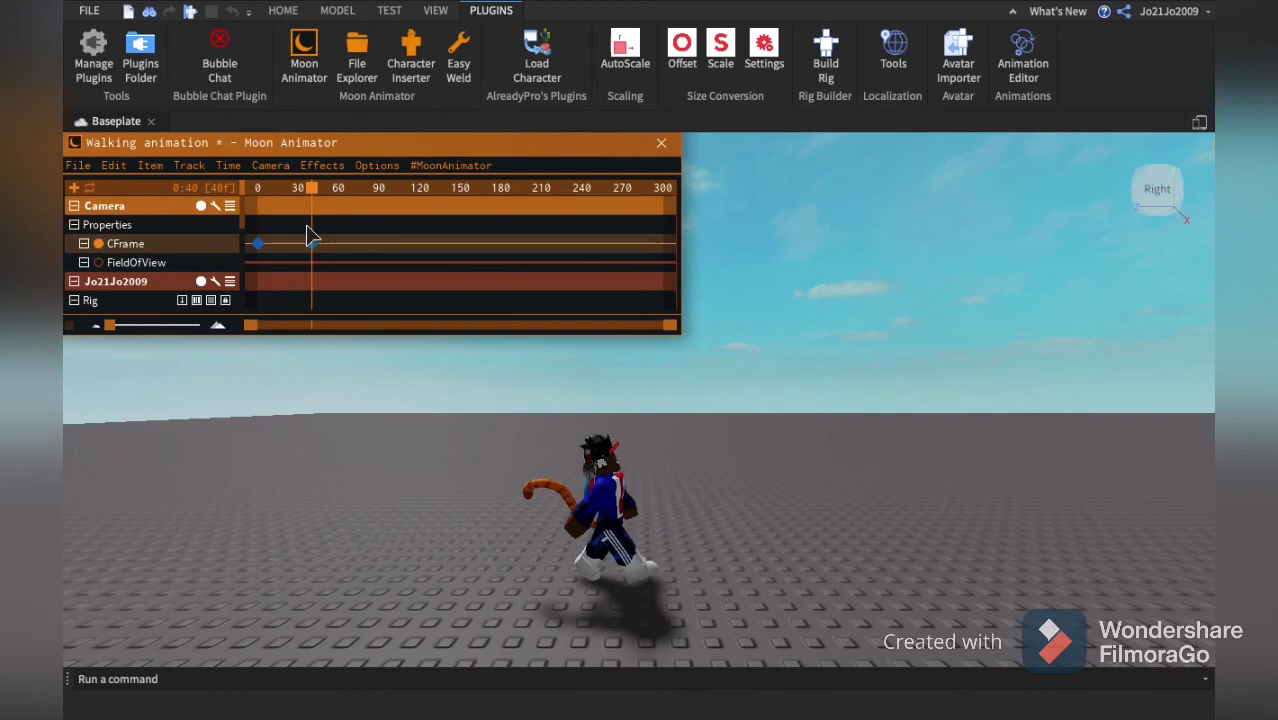 FILE HOME MODEL TEST VIEW PLUGINS What's New Jo21Jo2009
Manage Plugins
Plugins Folder
Tools
Bubble Chat
Bubble Chat Plugin
Moon Animator
File Explorer
Character Inserter
Easy Weld
Moon Animator
Load Character
AlreadyPro's Plugins
AutoScale
Scaling
Offset
Scale
Settings
Size Conversion
Build Rig
Rig Builder
Tools
Localization
Avatar Importer
Avatar
Animation Editor
Animations
Baseplate
Walking animation * - Moon Animator
File Edit Item Track Time Camera Effects Options #MoonAnimator
0:40 [40f] 0 30 60 90 120 150 180 210 240 270 300
Camera
Properties
CFrame
FieldOfView
Jo21Jo2009
Rig
Right
Z
X
Created with Wondershare
FilmoraGo
Run a command